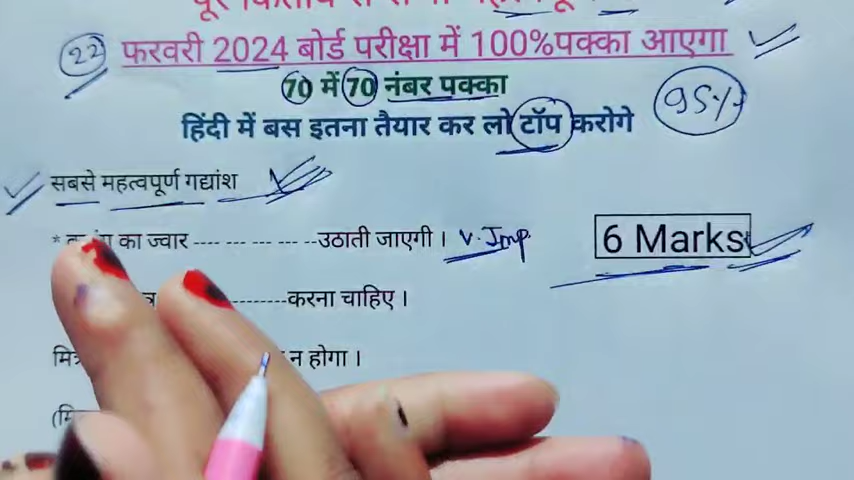 22 फरवरी 2024 बोर्ड परीक्षा में 100%पक्का आएगा
70 में 70 नंबर पक्का
95%
हिंदी में बस इतना तैयार कर लो टॉप करोगे
सबसे महत्वपूर्ण गद्यांश
* का ज्वार ---- --- --- --- --उठाती जाएगी । V. Imp.
6 Marks
-----------करना चाहिए ।
न होगा ।